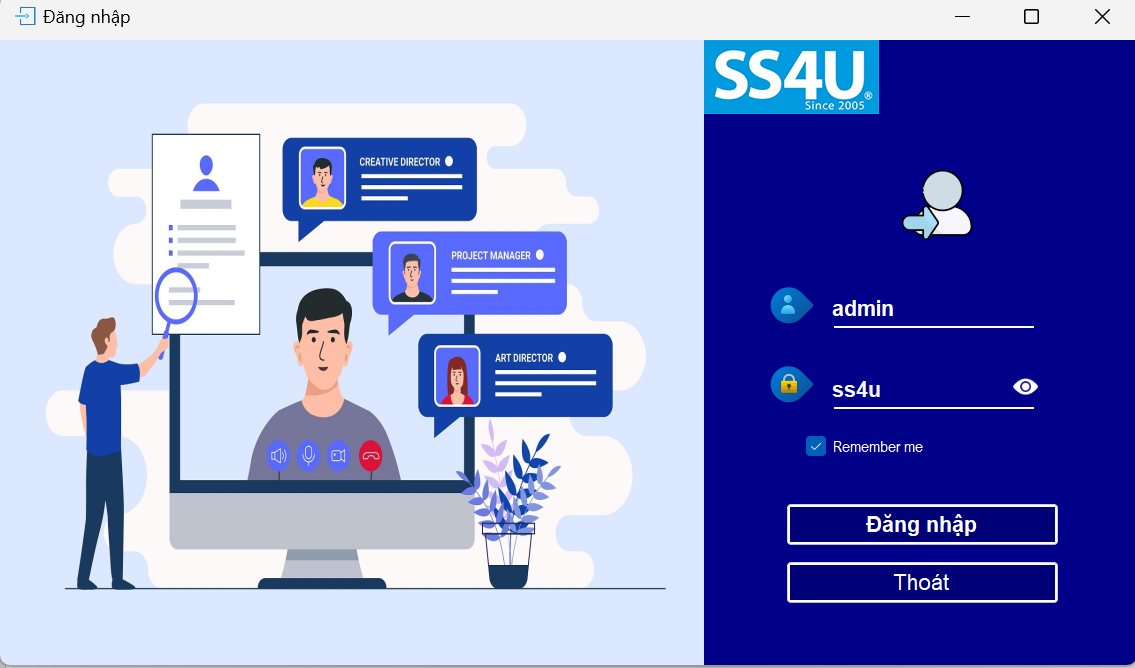 Đăng nhập
SS4U®
Since 2005
CREATIVE DIRECTOR
PROJECT MANAGER
ART DIRECTOR
admin
ss4u
Remember me
Đăng nhập
Thoát